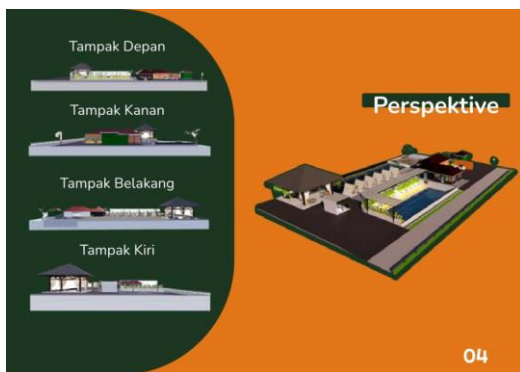 Tampak Depan
Tampak Kanan
Tampak Belakang
Tampak Kiri
Perspektive
04